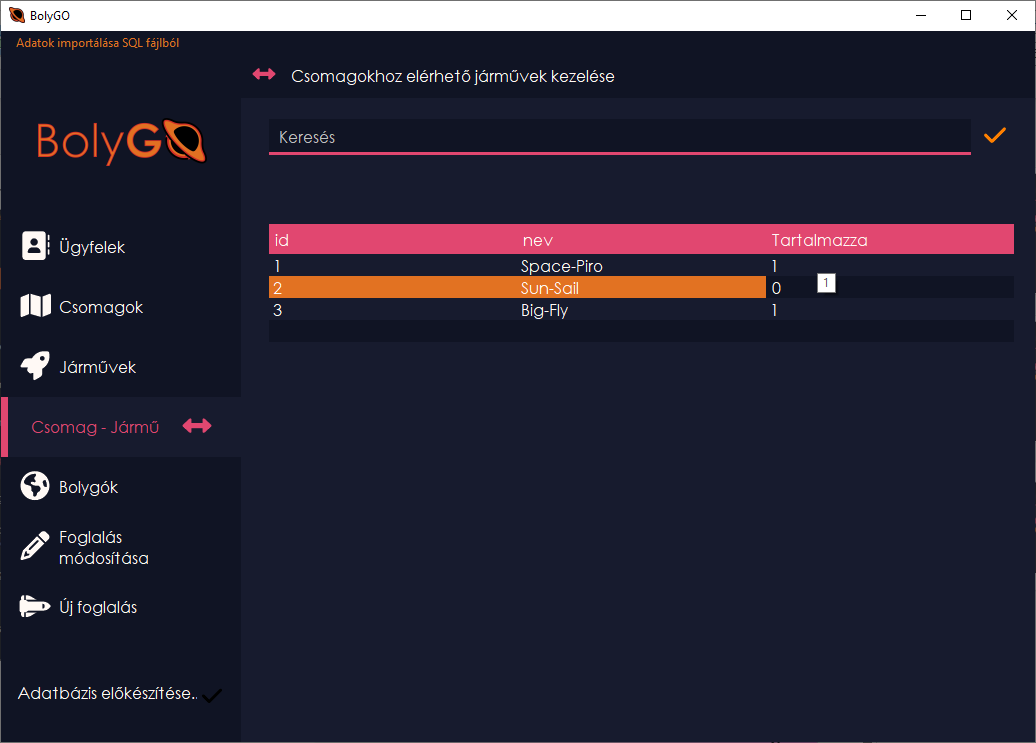 BolyGO
Adatok importálása SQL fájlból
Csomagokhoz elérhető járművek kezelése
BolyGO
Keresés
Ügyfelek
Csomagok
Járművek
Csomag - Jármű
Bolygók
Foglalás
módosítása
Új foglalás
Adatbázis előkészítése..
id nev Tartalmazza
1 Space-Piro 1
2 Sun-Sail 0
1
3 Big-Fly 1